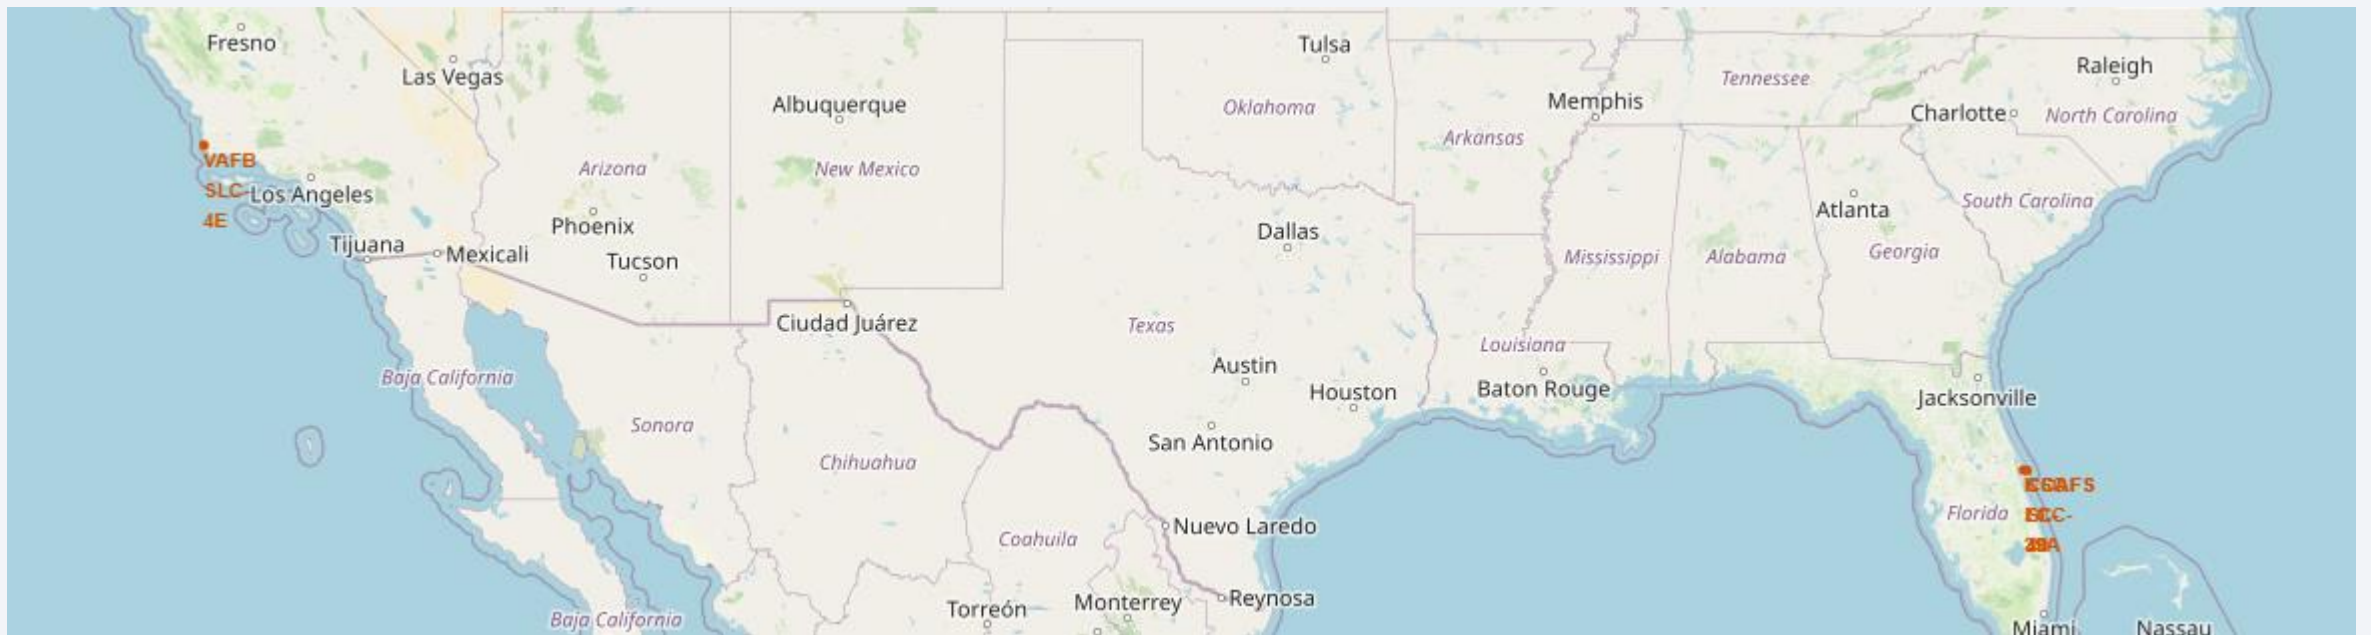 Fresno
Tulsa
Las Vegas
Raleigh
Tennessee
Albuquerque
Oklahoma
Memphis
Charlotte
North Carolina
Arkansas
VAFB
SLC-
4E
Los Angeles
Arizona
New Mexico
South Carolina
Phoenix
Dallas
Atlanta
Tijuana
Mexicali
Tucson
Mississippi
Alabama
Georgia
Ciudad Juárez
Texas
Louisiana
Austin
Baja California
Houston
Baton Rouge
Jacksonville
Sonora
San Antonio
Chihuahua
Florida
Nuevo Laredo
Coahuila
Torreón
Monterrey
Reynosa
Baja California
Miami
Nassau